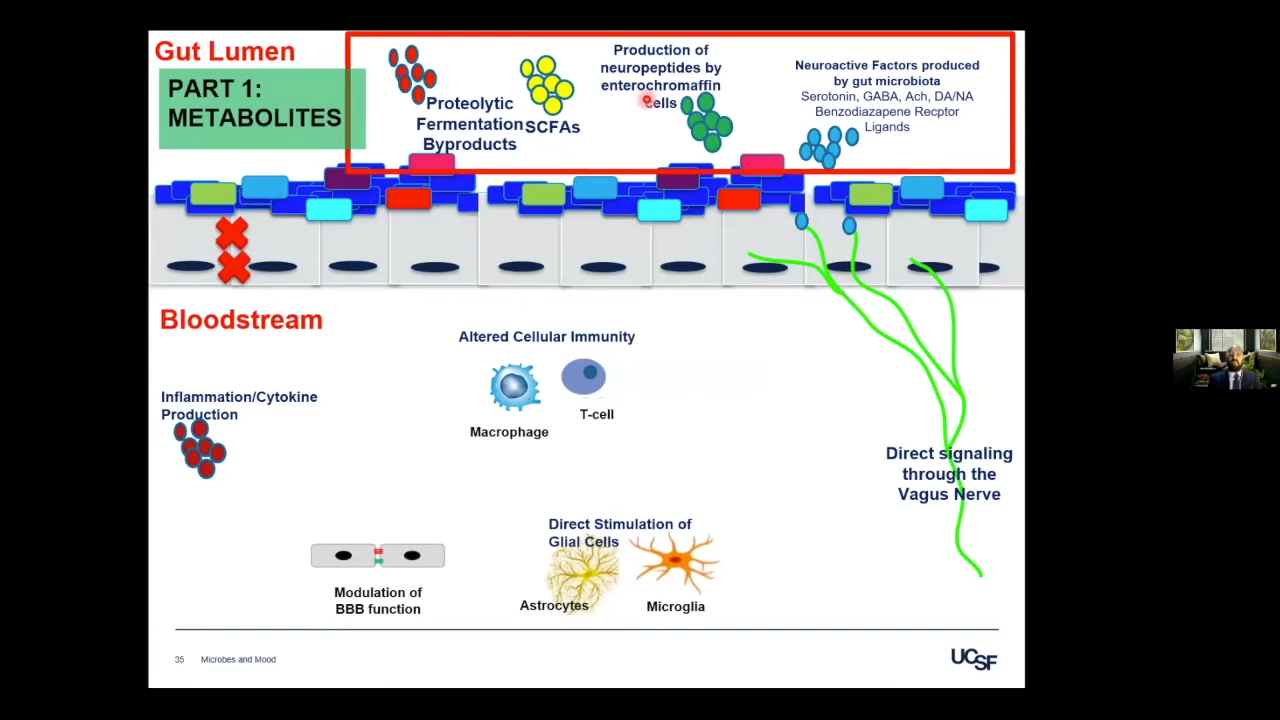 Gut Lumen
PART 1:
METABOLITES
Proteolytic
Fermentation
Byproducts
SCFAs
Production of
neuropeptides by
enterochromaffin
cells
Neuroactive Factors produced
by gut microbiota
Serotonin, GABA, Ach, DA/NA
Benzodiazapene Recptor
Ligands
Bloodstream
Altered Cellular Immunity
Macrophage
T-cell
Inflammation/Cytokine
Production
Direct signaling
through the
Vagus Nerve
Direct Stimulation of
Glial Cells
Astrocytes
Microglia
Modulation of
BBB function
35 Microbes and Mood
UCSF